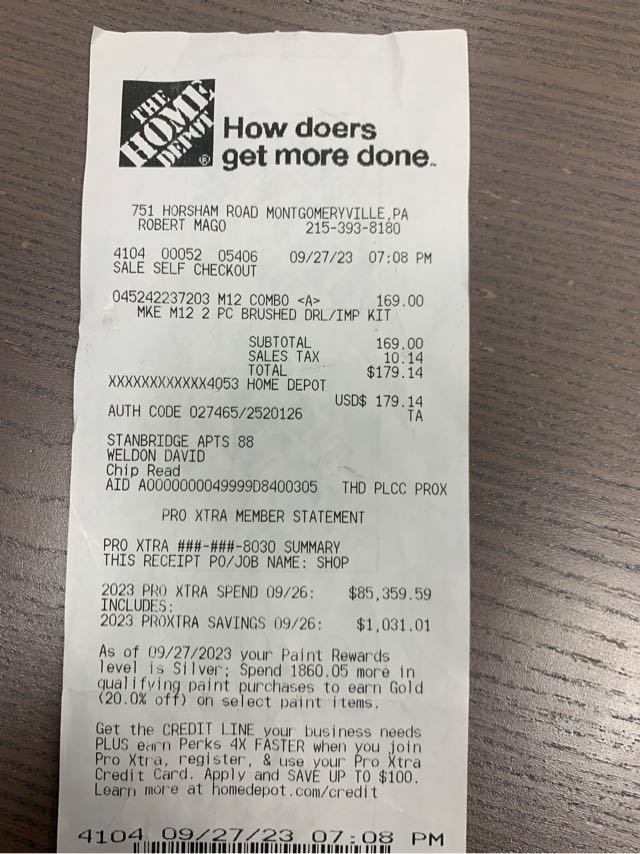 THE
HOME
DEPOT®
How doers
get more done™
751 HORSHAM ROAD MONTGOMERYVILLE,PA
ROBERT MAGO 215-393-8180
4104 00052 05406 09/27/23 07:08 PM
SALE SELF CHECKOUT
045242237203 M12 COMBO <A> 169.00
MKE M12 2 PC BRUSHED DRL/IMP KIT
SUBTOTAL 169.00
SALES TAX 10.14
TOTAL $179.14
XXXXXXXXXXXX4053 HOME DEPOT
USD$ 179.14
AUTH CODE 027465/2520126 TA
STANBRIDGE APTS 88
WELDON DAVID
Chip Read
AID A0000000049999D8400305 THD PLCC PROX
PRO XTRA MEMBER STATEMENT
PRO XTRA ###-###-8030 SUMMARY
THIS RECEIPT PO/JOB NAME: SHOP
2023 PRO XTRA SPEND 09/26: $85,359.59
INCLUDES:
2023 PROXTRA SAVINGS 09/26: $1,031.01
As of 09/27/2023 your Paint Rewards
level is Silver; Spend 1860.05 more in
qualifying paint purchases to earn Gold
(20.0% off) on select paint items.
Get the CREDIT LINE your business needs
PLUS earn Perks 4X FASTER when you join
Pro Xtra, register, & use your Pro Xtra
Credit Card. Apply and SAVE UP TO $100.
Learn more at homedepot.com/credit
4104 09/27/23 07:08 PM